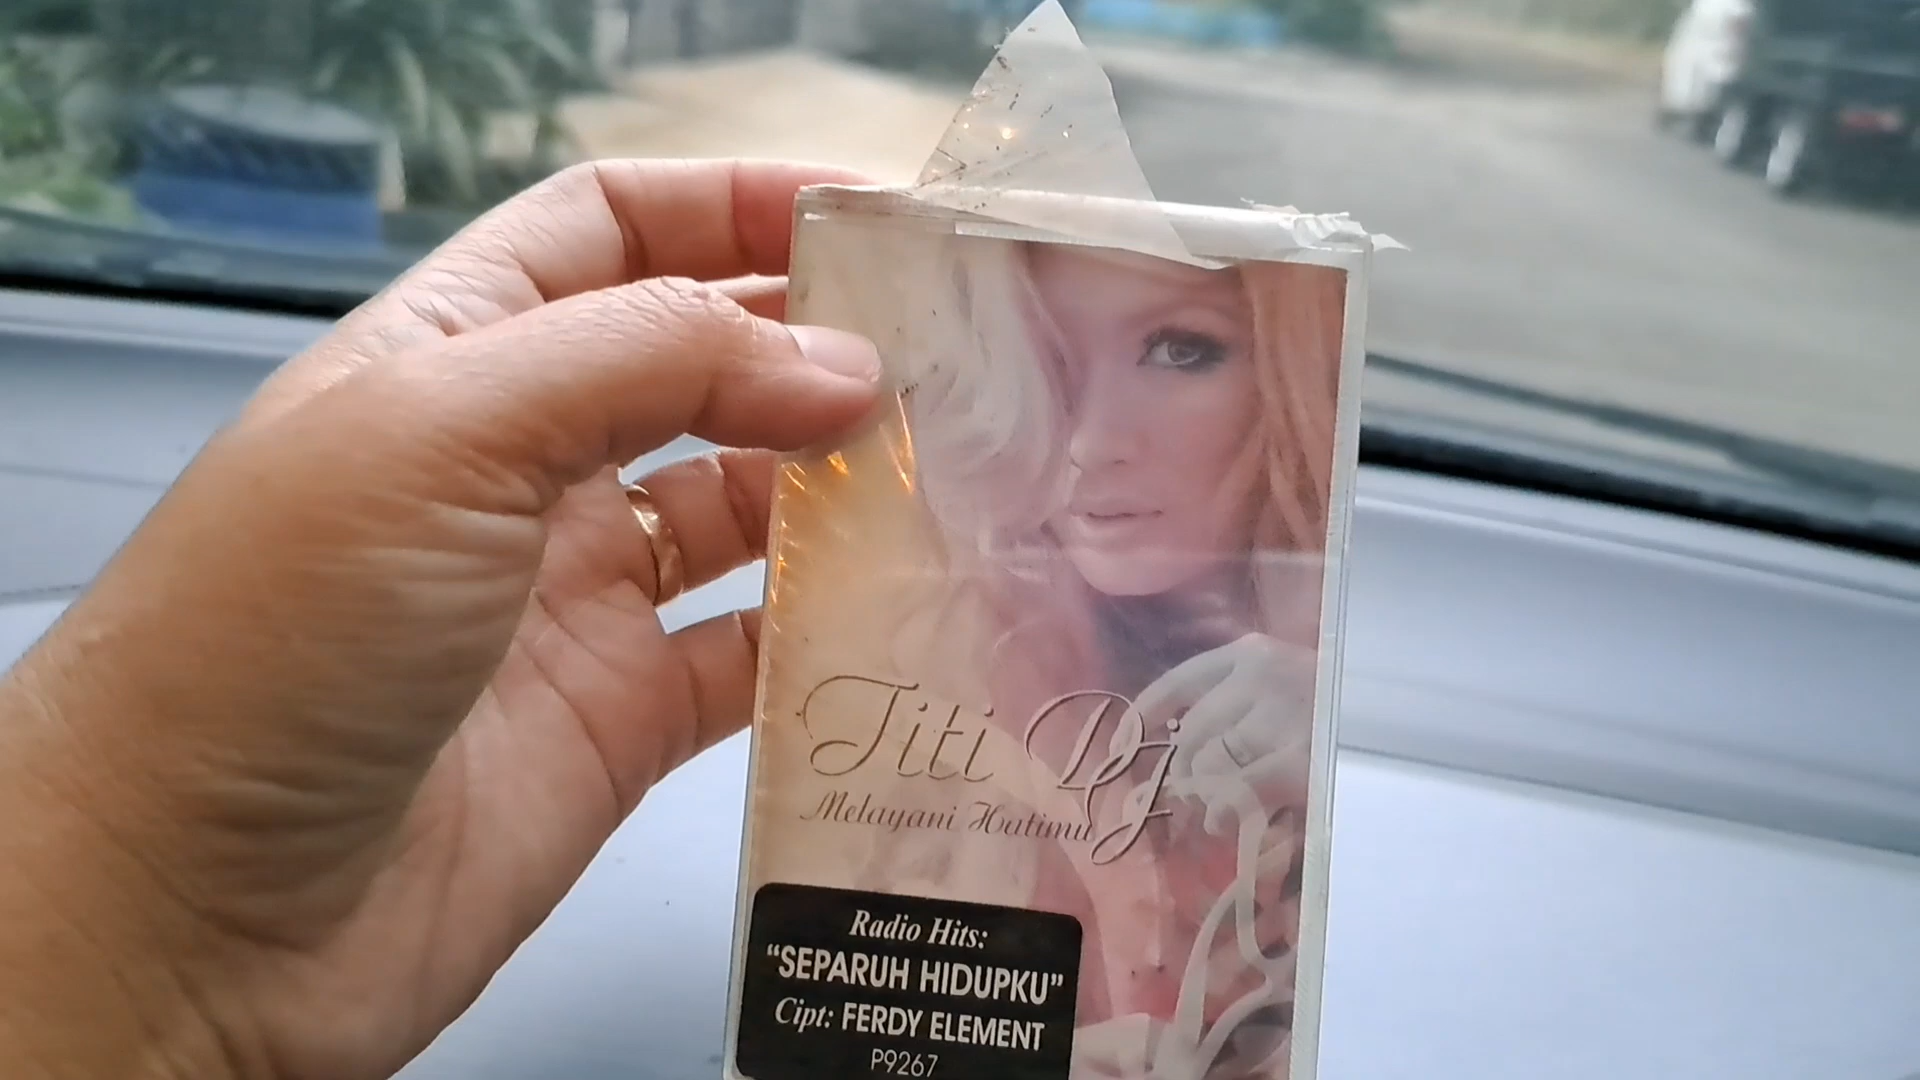 Titi Dj
Melayani Hatimu
Radio Hits:
“SEPARUH HIDUPKU”
Cipt: FERDY ELEMENT
P9267